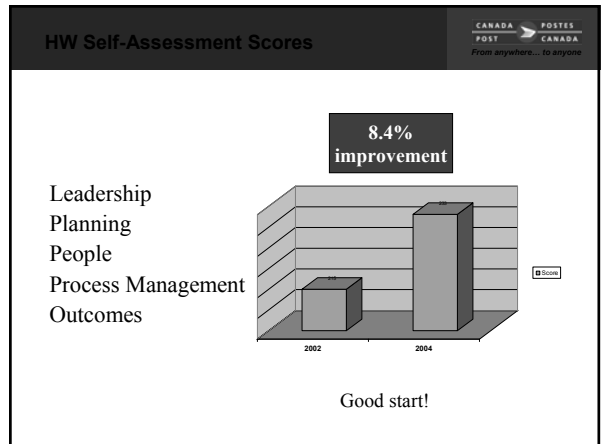 HW Self-Assessment Scores
CANADA POSTES
POST CANADA
From anywhere... to anyone
8.4%
improvement
Leadership
Planning
People
Process Management
Outcomes
Score
2002
2004
Good start!